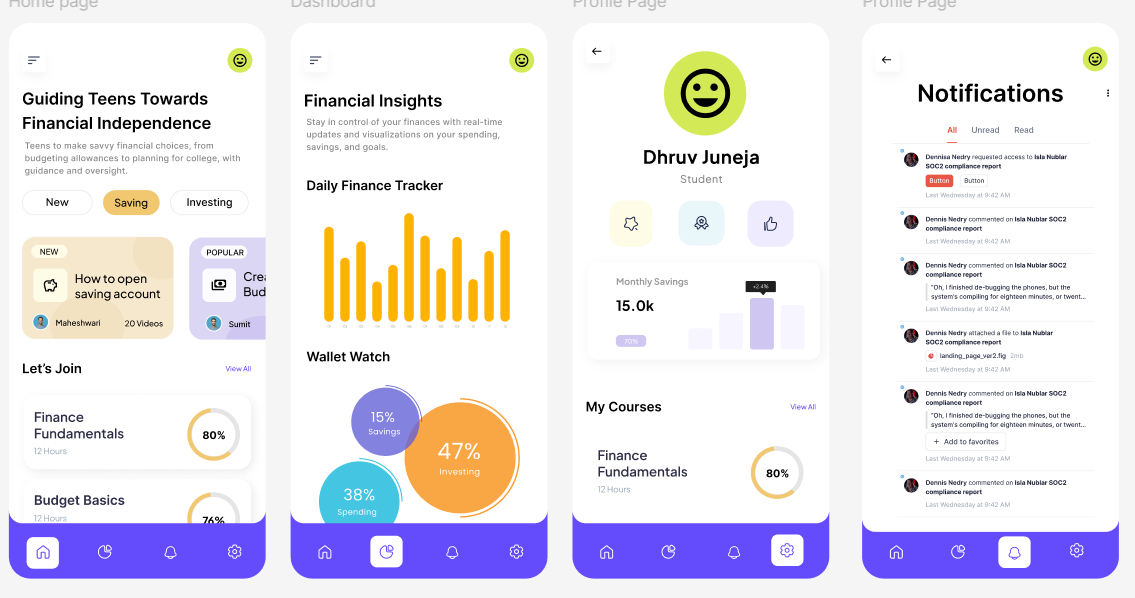 Home page
Guiding Teens Towards
Financial Independence
Teens to make savvy financial choices, from
budgeting allowances to planning for college, with
guidance and oversight.
New
Saving
Investing
NEW
How to open
saving account
Maheshwari
20 Videos
POPULAR
Crea
Bud
Sumit
Let's Join
View All
Finance
Fundamentals
12 Hours
80%
Budget Basics
12 Hours
76%
Dashboard
Financial Insights
Stay in control of your finances with real-time
updates and visualizations on your spending,
savings, and goals.
Daily Finance Tracker
Wallet Watch
15%
Savings
47%
Investing
38%
Spending
Profile Page
Dhruv Juneja
Student
Monthly Savings
15.0k
70%
+2.4%
My Courses
View All
Finance
Fundamentals
12 Hours
80%
Profile Page
Notifications
All
Unread
Read
Dennisa Nedry requested access to Isla Nublar
SOC2 compliance report
Button
Button
Last Wednesday at 9:42 AM
Dennis Nedry commented on Isla Nublar SOC2
compliance report
Last Wednesday at 9:42 AM
Dennis Nedry commented on Isla Nublar SOC2
compliance report
"Oh, I finished de-bugging the phones, but the
system's compiling for eighteen minutes, or twent...
Last Wednesday at 9:42 AM
Dennis Nedry attached a file to Isla Nublar
SOC2 compliance report
landing_page_ver2.fig 2mb
Last Wednesday at 9:42 AM
Dennis Nedry commented on Isla Nublar SOC2
compliance report
"Oh, I finished de-bugging the phones, but the
system's compiling for eighteen minutes, or twent...
+ Add to favorites
Last Wednesday at 9:42 AM
Dennis Nedry commented on Isla Nublar SOC2
compliance report
Last Wednesday at 9:42 AM